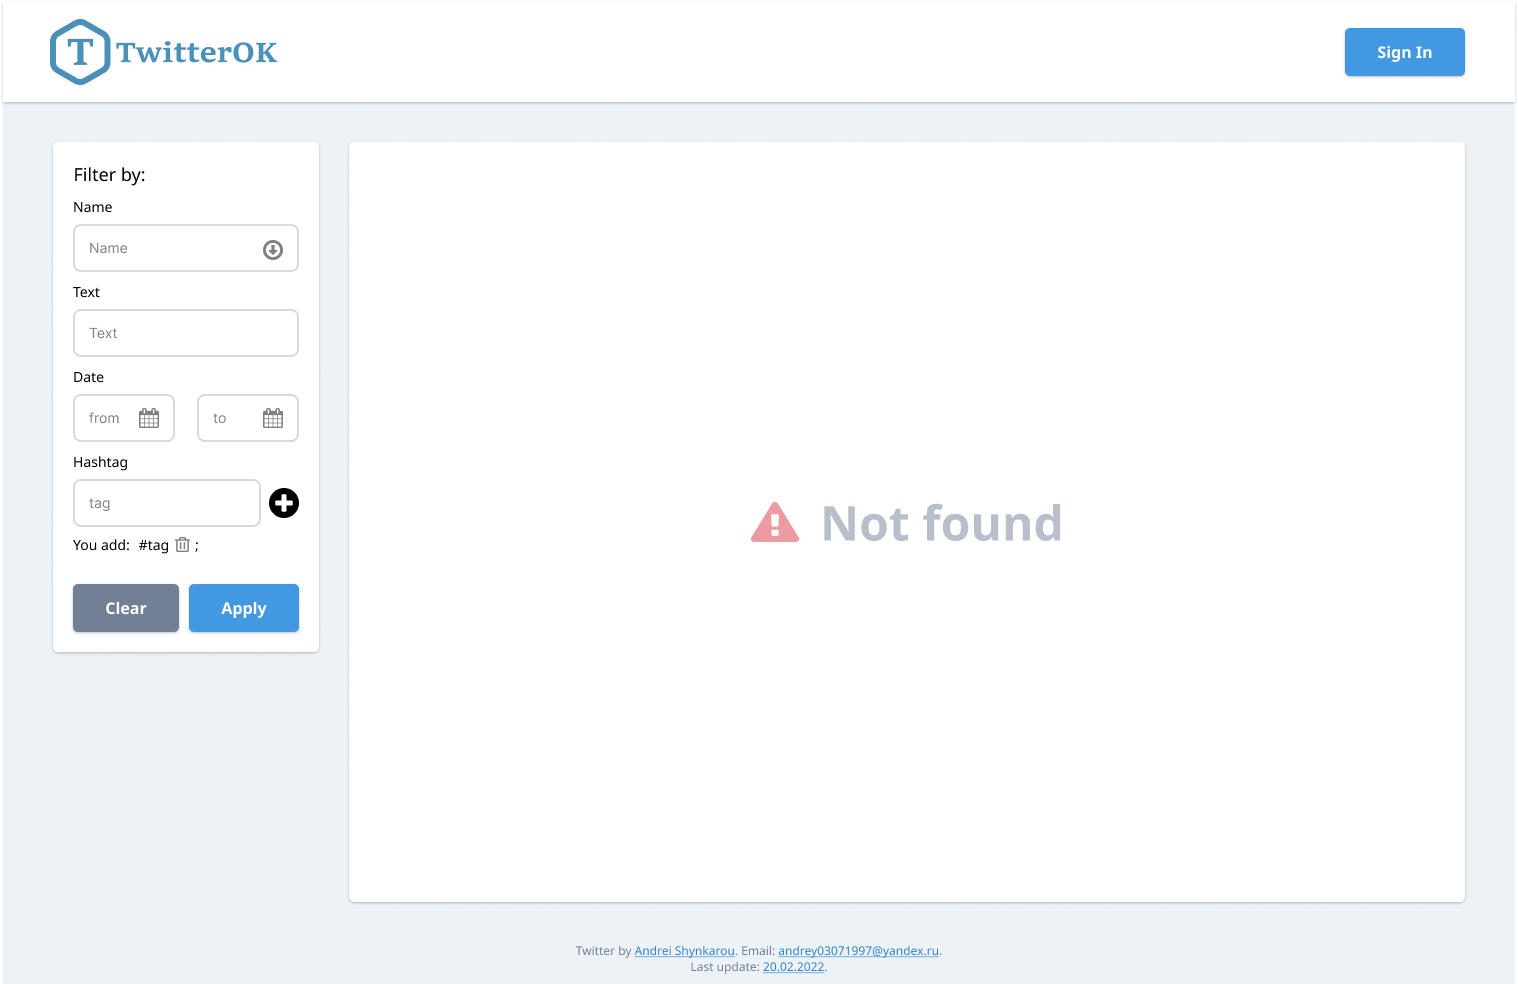 T TwitterOK
Sign In
Filter by:
Name
Name
Text
Text
Date
from
to
Hashtag
tag
You add: #tag ;
Clear
Apply
Not found
Twitter by Andrei Shynkarou. Email: andrey03071997@yandex.ru.
Last update: 20.02.2022.